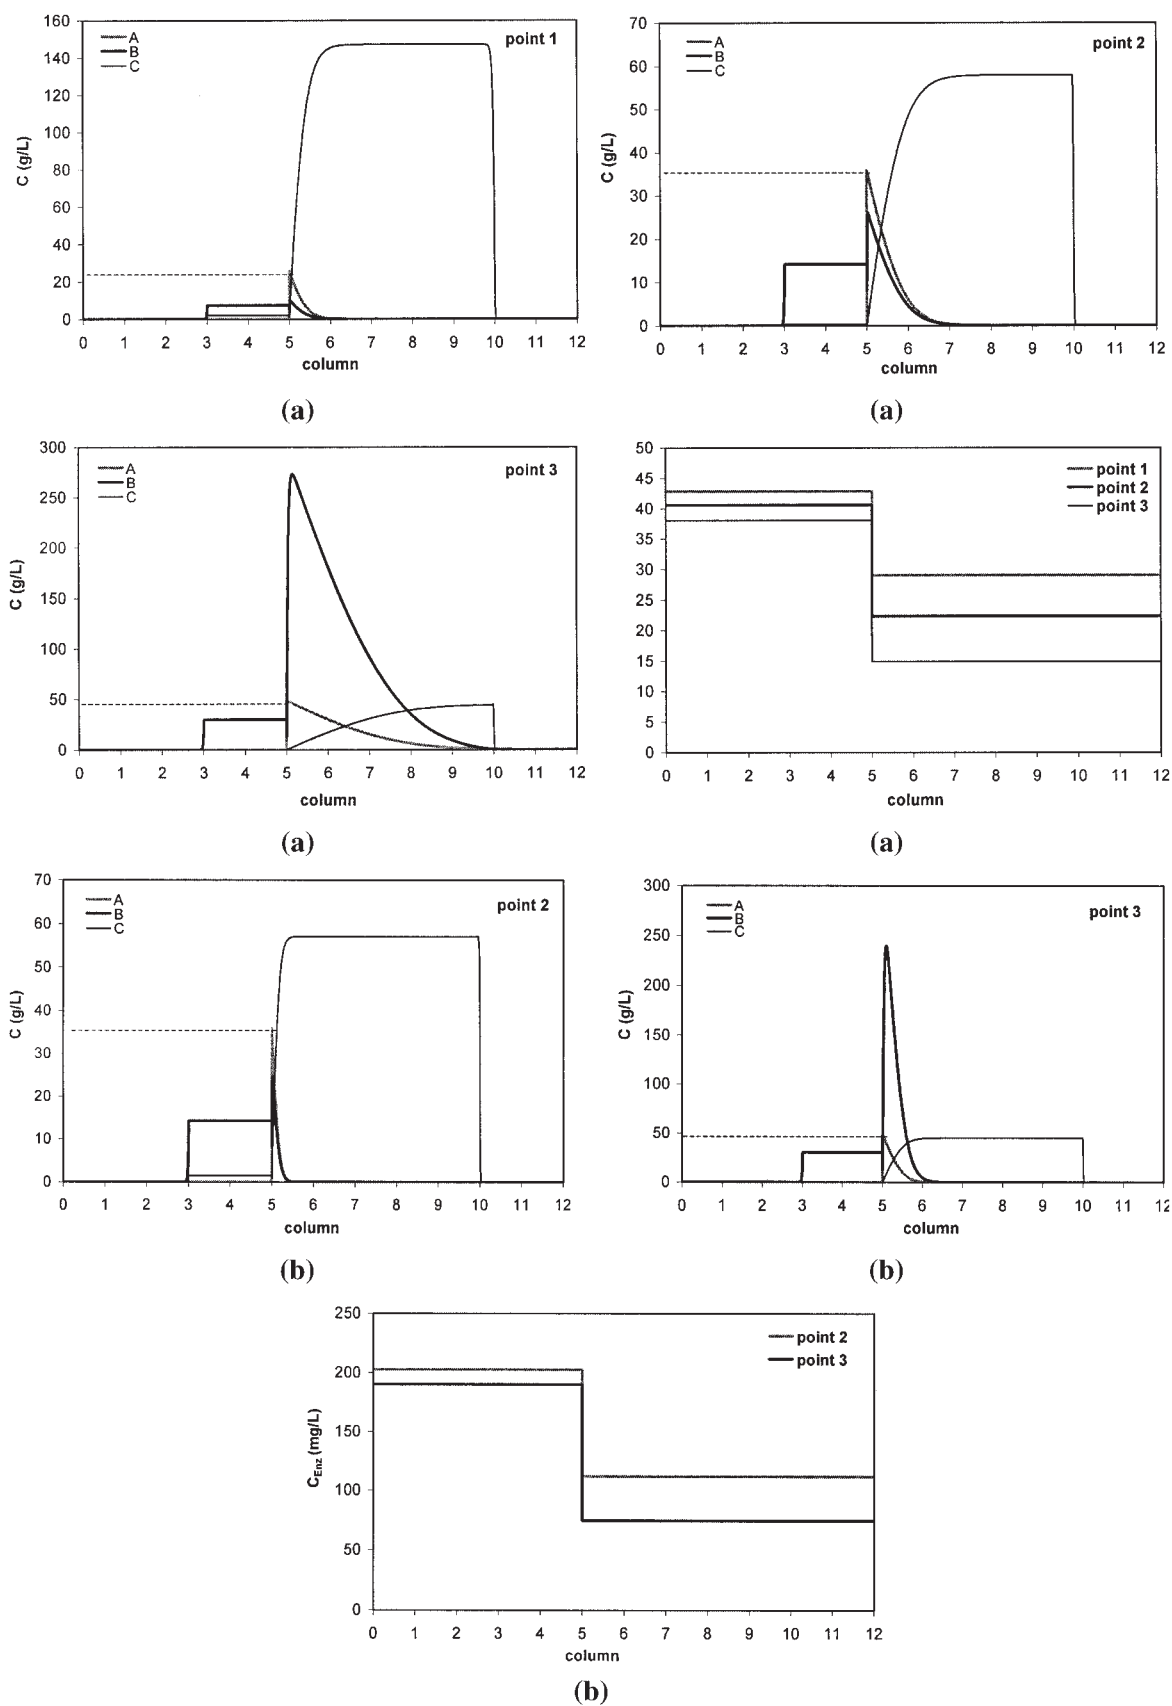 160
140
120
100
80
60
40
20
0
C (g/L)
A
B
C
point 1
0 1 2 3 4 5 6 7 8 9 10 11 12
column
(a)
70
60
50
40
30
20
10
0
C (g/L)
A
B
C
point 2
0 1 2 3 4 5 6 7 8 9 10 11 12
column
(a)
300
250
200
150
100
50
0
C (g/L)
A
B
C
point 3
0 1 2 3 4 5 6 7 8 9 10 11 12
column
(a)
50
45
40
35
30
25
20
15
10
5
0
C (g/L)
point 1
point 2
point 3
0 1 2 3 4 5 6 7 8 9 10 11 12
column
(a)
70
60
50
40
30
20
10
0
C (g/L)
A
B
C
point 2
0 1 2 3 4 5 6 7 8 9 10 11 12
column
(b)
300
250
200
150
100
50
0
C (g/L)
A
B
C
point 3
0 1 2 3 4 5 6 7 8 9 10 11 12
column
(b)
250
200
150
100
50
0
C_Enz (mg/L)
point 2
point 3
0 1 2 3 4 5 6 7 8 9 10 11 12
column
(b)